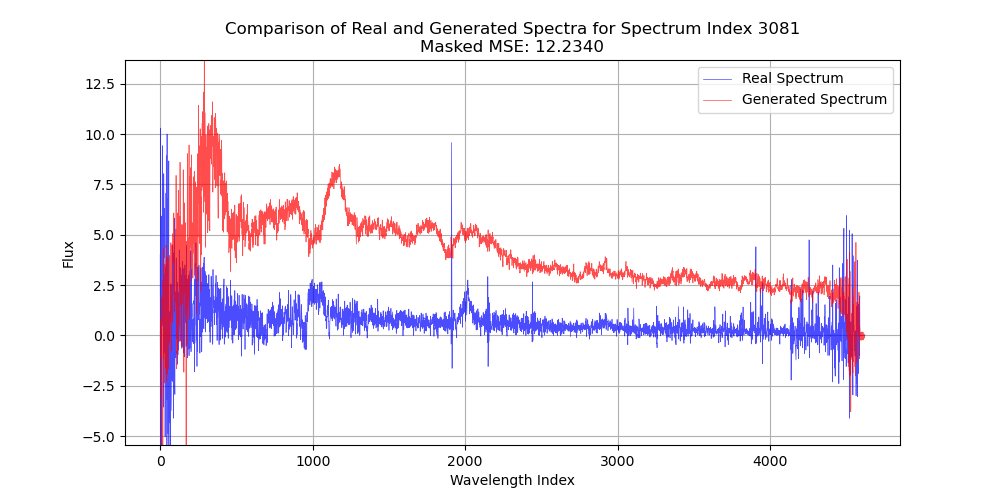 Comparison of Real and Generated Spectra for Spectrum Index 3081
Masked MSE: 12.2340
Real Spectrum
Generated Spectrum
12.5
10.0
7.5
5.0
2.5
0.0
−2.5
−5.0
Flux
0 1000 2000 3000 4000
Wavelength Index